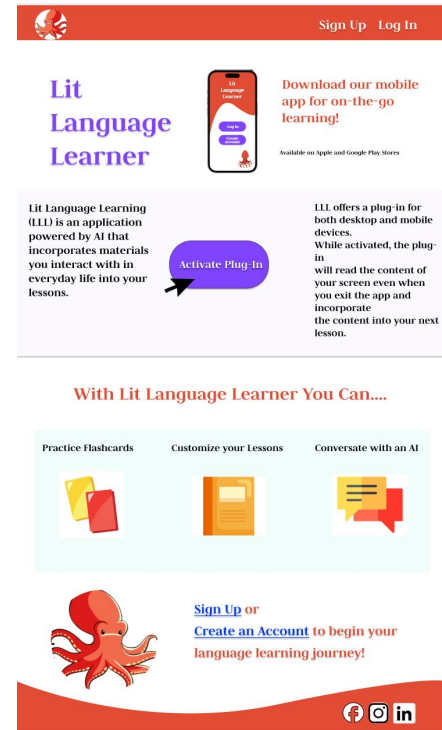 Sign Up Log In
Lit
Language
Learner
Lit
Language
Learner
Log In
Create
Account
Download our mobile
app for on-the-go
learning!
Available on Apple and Google Play Stores
Lit Language Learning
(LLL) is an application
powered by AI that
incorporates materials
you interact with in
everyday life into your
lessons.
Activate Plug-In
LLL offers a plug-in for
both desktop and mobile
devices.
While activated, the plug-
in
will read the content of
your screen even when
you exit the app and
incorporate
the content into your next
lesson.
With Lit Language Learner You Can....
Practice Flashcards
Customize your Lessons
Conversate with an AI
Sign Up or
Create an Account to begin your
language learning journey!
in